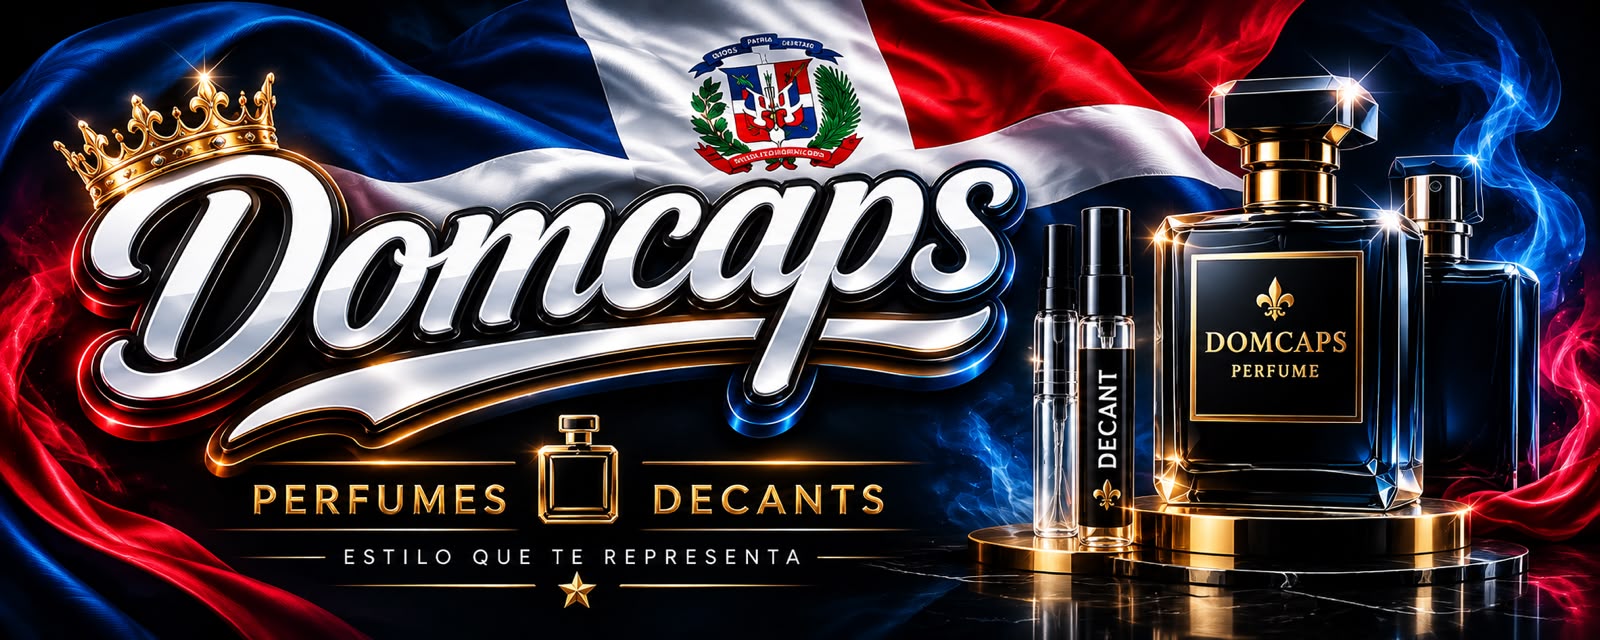 Domcaps
PERFUMES
DECANTS
ESTILO QUE TE REPRESENTA
DECANT
DOMCAPS
PERFUME